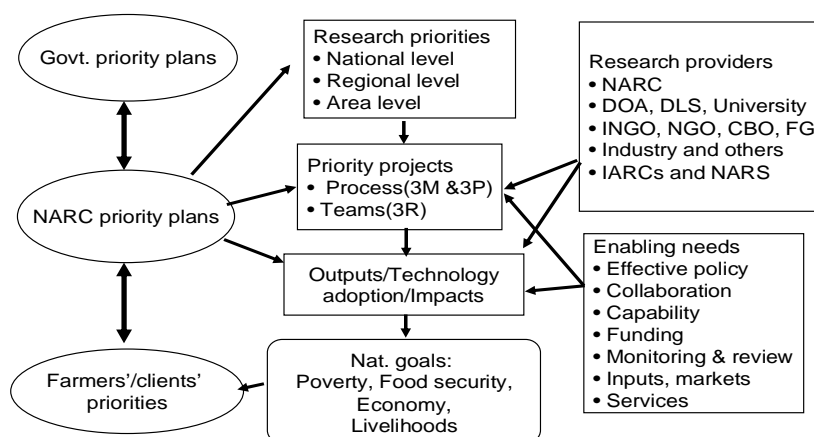 Govt. priority plans
NARC priority plans
Farmers'/clients'
priorities
Research priorities
• National level
• Regional level
• Area level
Priority projects
• Process(3M &3P)
• Teams(3R)
Outputs/Technology
adoption/Impacts
Nat. goals:
Poverty, Food security,
Economy,
Livelihoods
Research providers
• NARC
• DOA, DLS, University
• INGO, NGO, CBO, FG
• Industry and others
• IARCs and NARS
Enabling needs
• Effective policy
• Collaboration
• Capability
• Funding
• Monitoring & review
• Inputs, markets
• Services